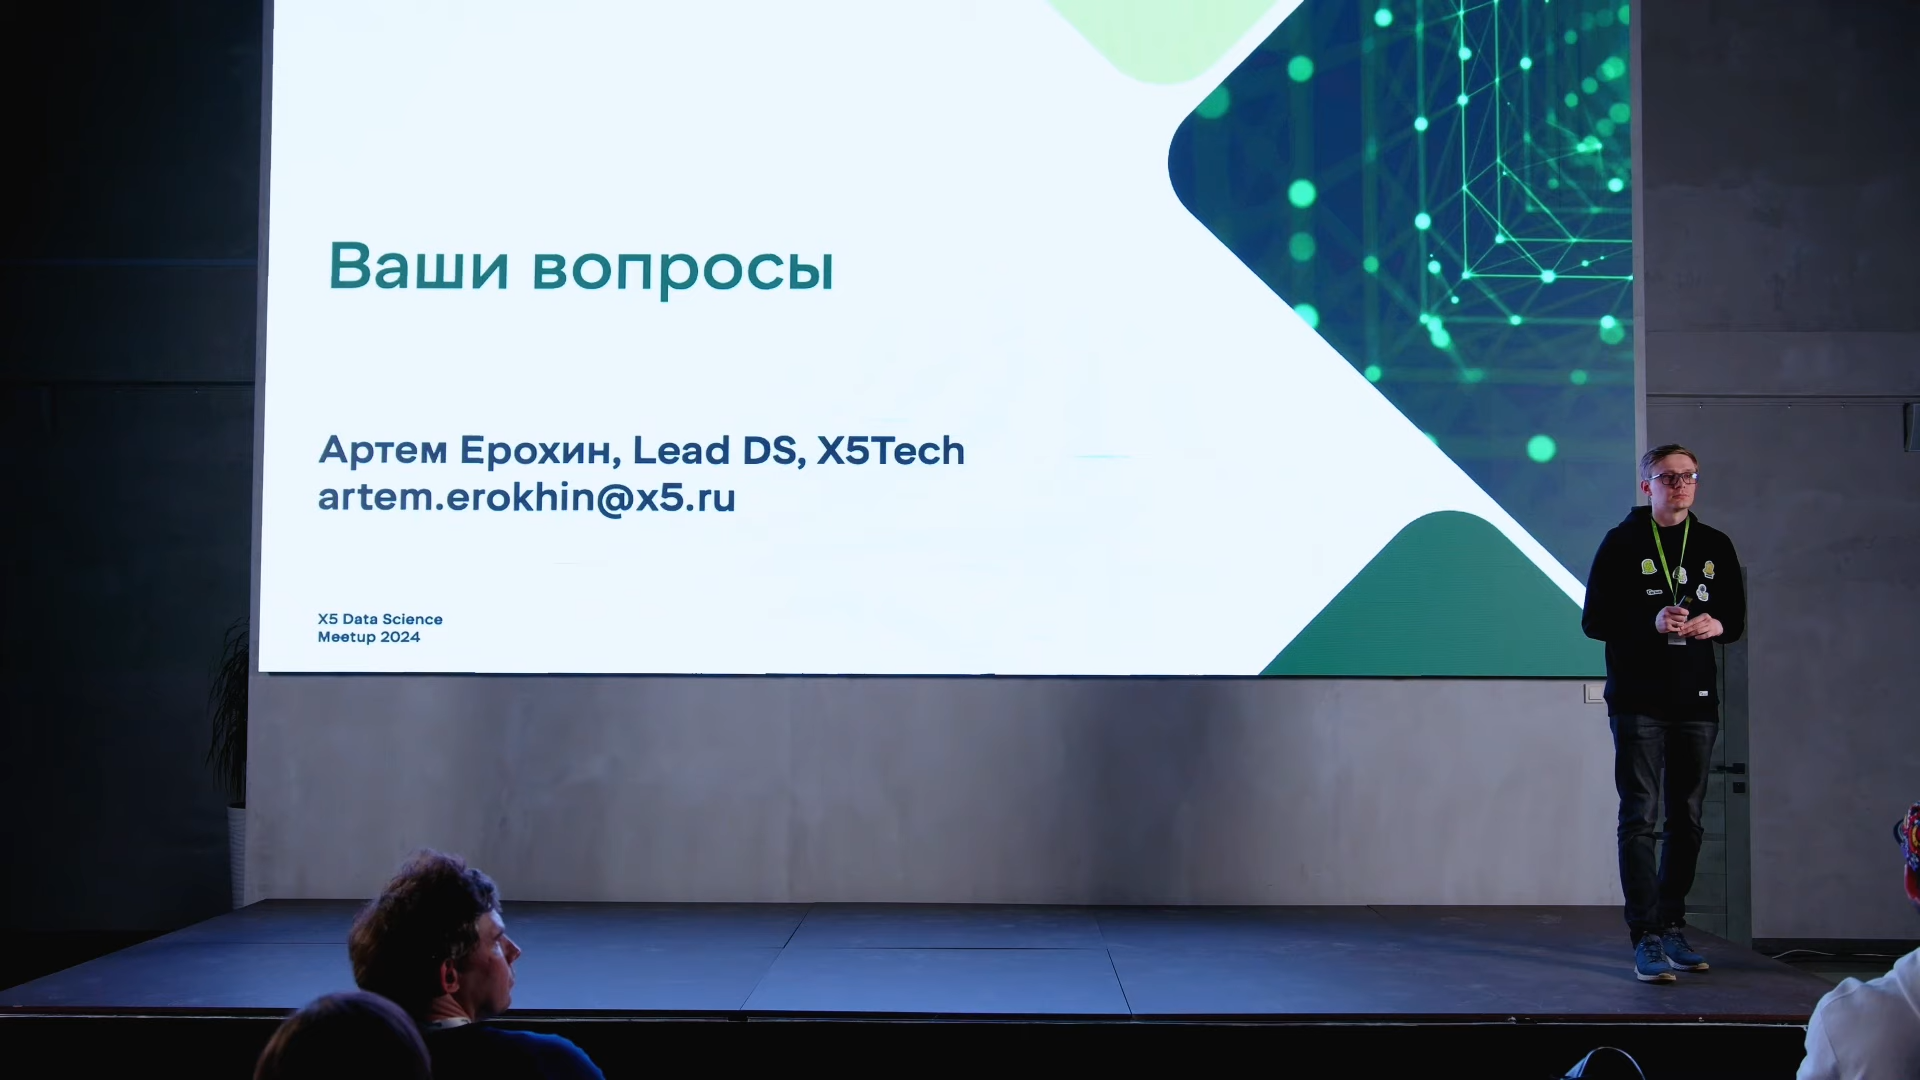 Ваши вопросы
Артем Ерохин, Lead DS, X5Tech
artem.erokhin@x5.ru
X5 Data Science
Meetup 2024